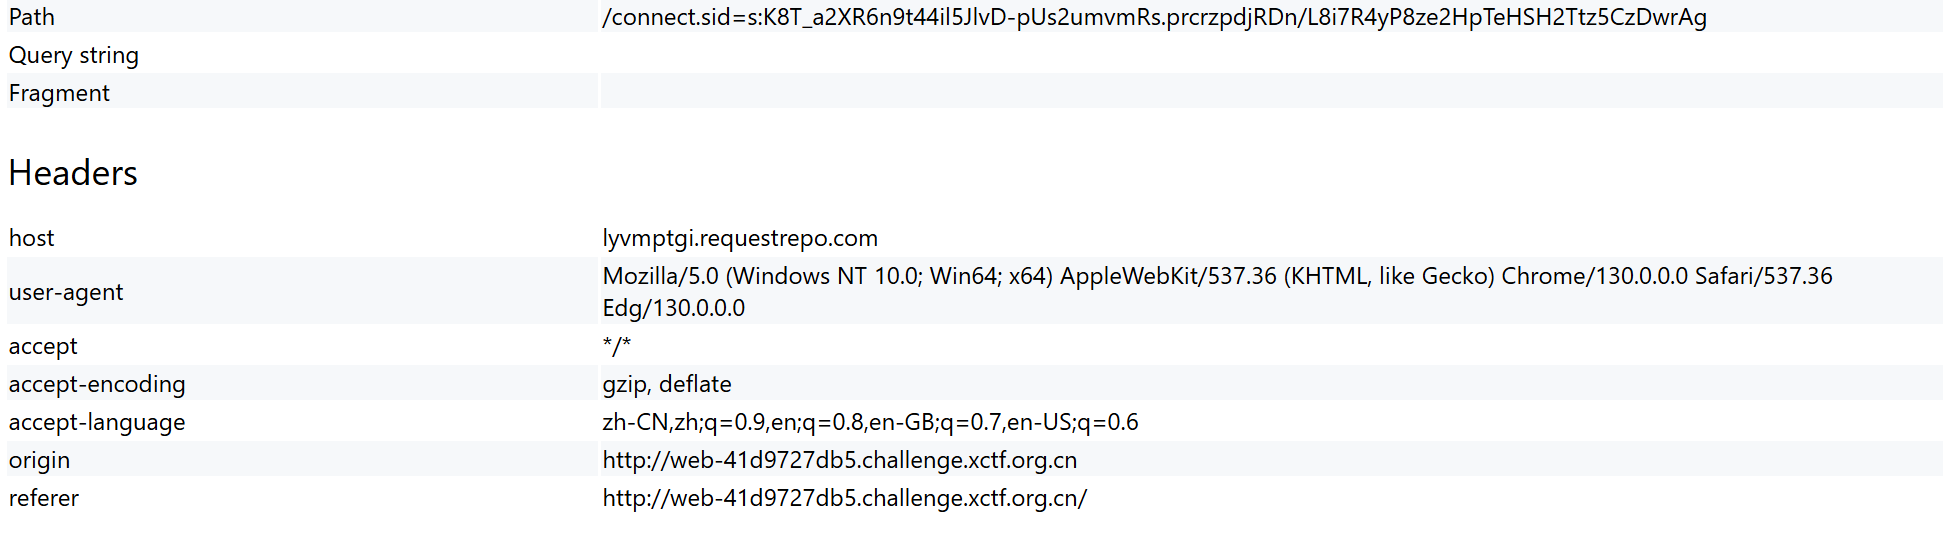 Path /connect.sid=s:K8T_a2XR6n9t44il5JlvD-pUs2umvmRs.prcrzpdjRDn/L8i7R4yP8ze2HpTeHSH2Ttz5CzDwrAg
Query string
Fragment
Headers
host lyvmptgi.requestrepo.com
user-agent Mozilla/5.0 (Windows NT 10.0; Win64; x64) AppleWebKit/537.36 (KHTML, like Gecko) Chrome/130.0.0.0 Safari/537.36
Edg/130.0.0.0
accept */*
accept-encoding gzip, deflate
accept-language zh-CN,zh;q=0.9,en;q=0.8,en-GB;q=0.7,en-US;q=0.6
origin http://web-41d9727db5.challenge.xctf.org.cn
referer http://web-41d9727db5.challenge.xctf.org.cn/